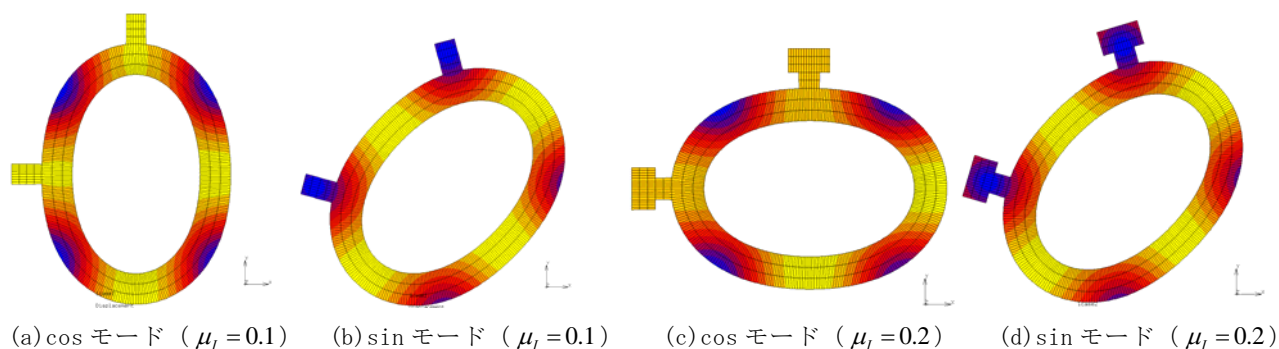 (a)cos モード ( μ_I = 0.1 ) (b)sin モード ( μ_I = 0.1 ) (c)cos モード ( μ_I = 0.2 ) (d)sin モード ( μ_I = 0.2 )